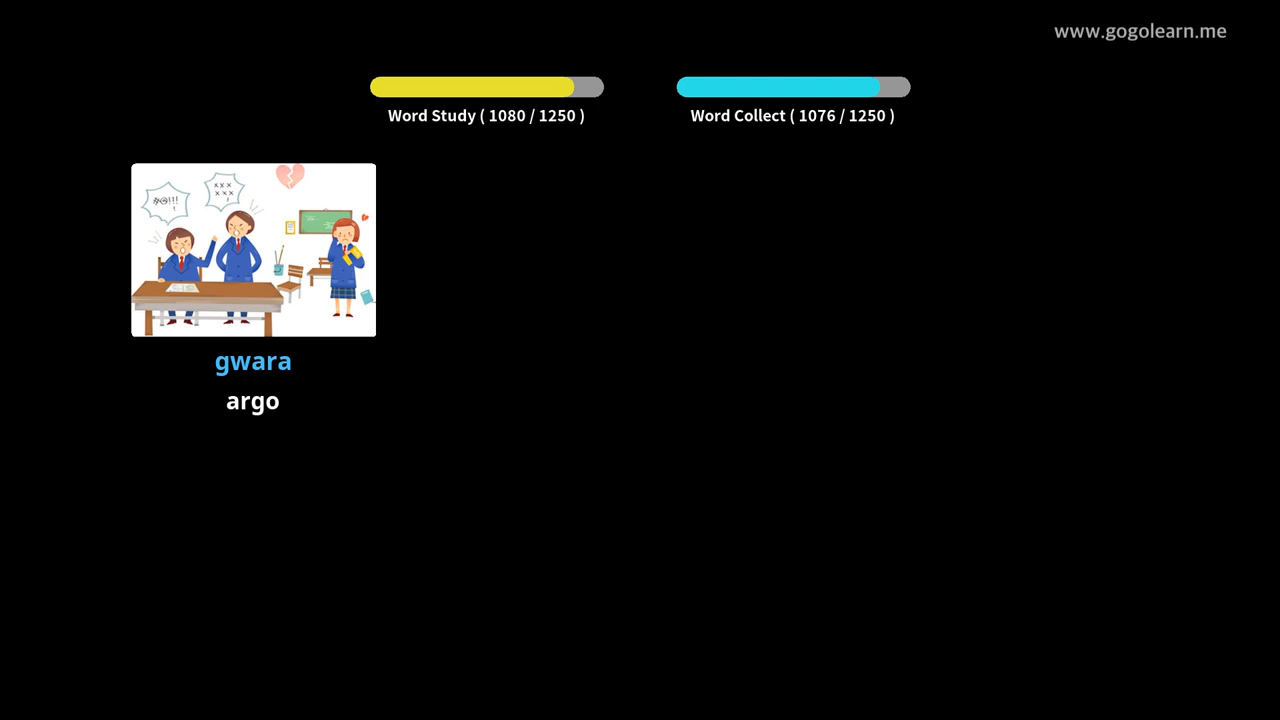 www.gogolearn.me
Word Study ( 1080 / 1250 )
Word Collect ( 1076 / 1250 )
#@!!!
!
x x x
x x x
!
gwara
argo